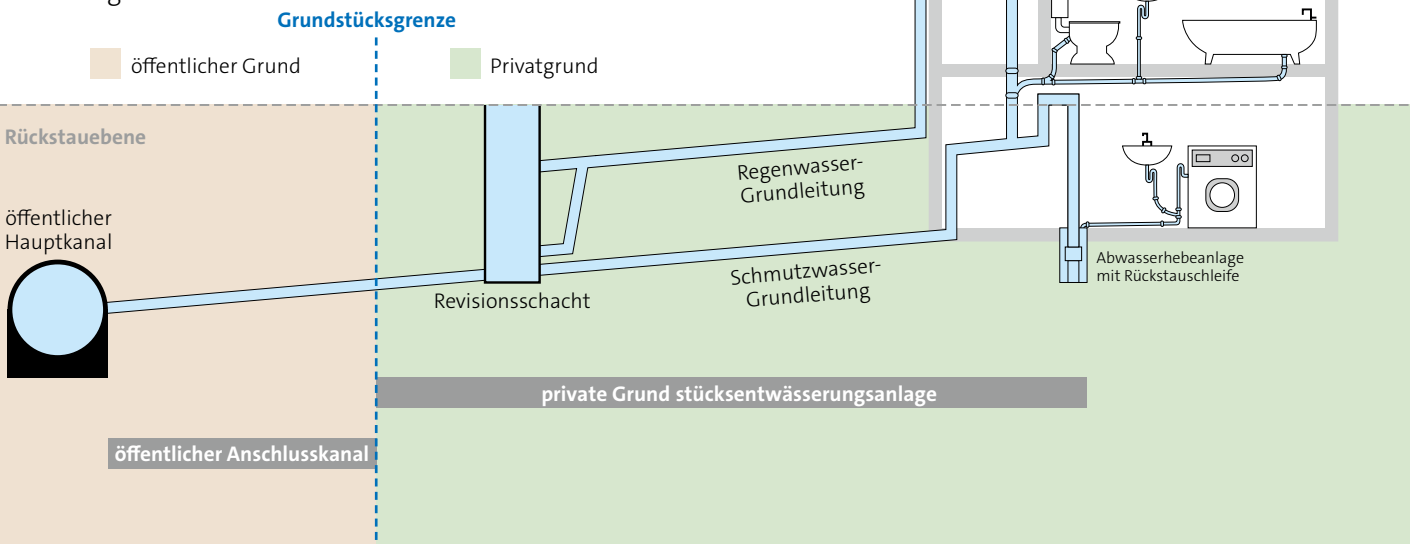 Grundstücksgrenze
öffentlicher Grund
Privatgrund
Rückstauebene
Regenwasser-
Grundleitung
öffentlicher
Hauptkanal
Schmutzwasser-
Grundleitung
Abwasserhebeanlage
mit Rückstauschleife
Revisionsschacht
private Grund stücksentwässerungsanlage
öffentlicher Anschlusskanal